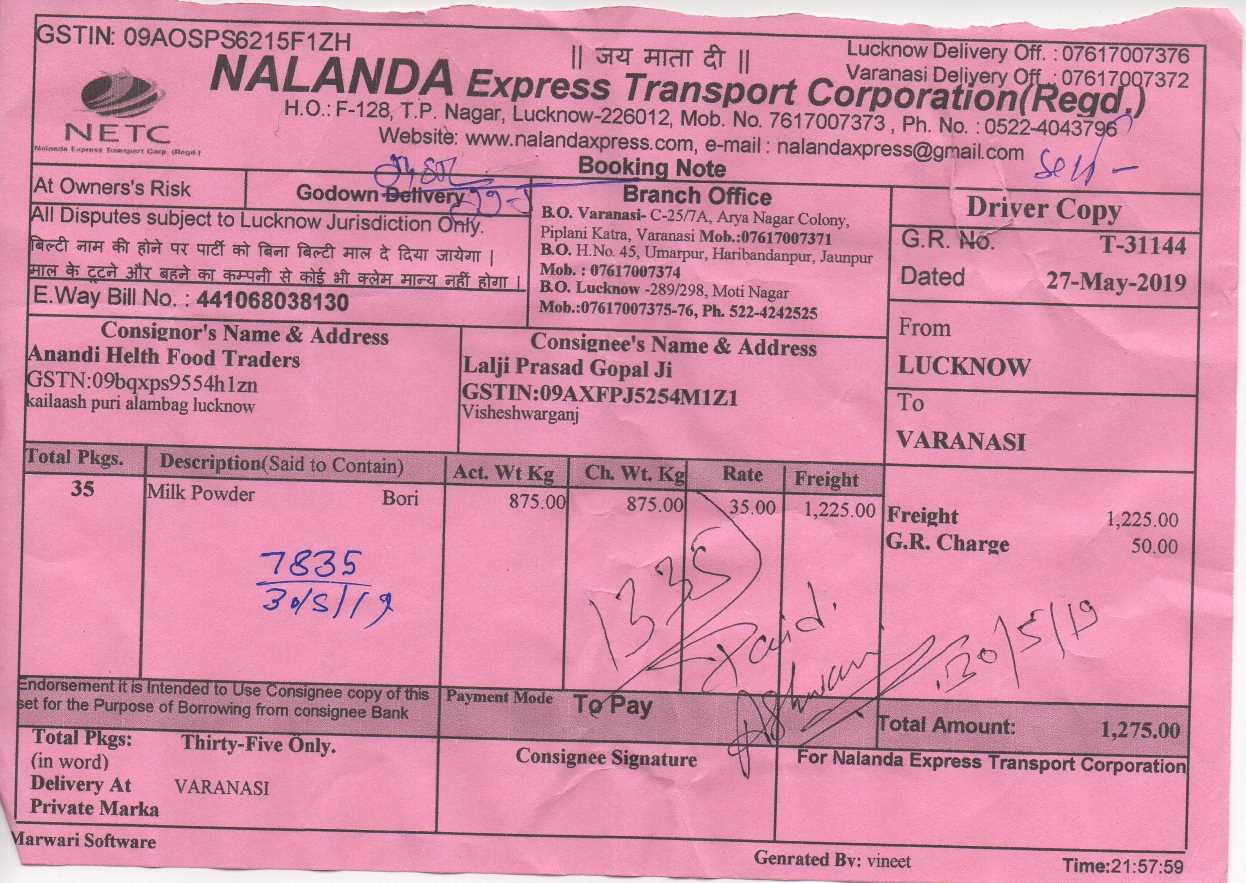 GSTIN: 09AOSPS6215F1ZH
|| जय माता दी ||
Lucknow Delivery Off. : 07617007376
Varanasi Delivery Off. : 07617007372
NETC
Nalanda Express Transport Corp. (Regd.)
NALANDA Express Transport Corporation(Regd.)
H.O.: F-128, T.P. Nagar, Lucknow-226012, Mob. No. 7617007373 , Ph. No. : 0522-4043796
Website: www.nalandaxpress.com, e-mail : nalandaxpress@gmail.com
Booking Note
At Owners's Risk
Godown Delivery
All Disputes subject to Lucknow Jurisdiction Only.
बिल्टी नाम की होने पर पार्टी को बिना बिल्टी माल दे दिया जायेगा |
माल के टूटने और बहने का कम्पनी से कोई भी क्लेम मान्य नहीं होगा |
E.Way Bill No. : 441068038130
Branch Office
B.O. Varanasi- C-25/7A, Arya Nagar Colony,
Piplani Katra, Varanasi Mob.:07617007371
B.O. H.No. 45, Umarpur, Haribandanpur, Jaunpur
Mob. : 07617007374
B.O. Lucknow -289/298, Moti Nagar
Mob.:07617007375-76, Ph. 522-4242525
Driver Copy
G.R. No. T-31144
Dated 27-May-2019
From
LUCKNOW
To
VARANASI
Consignor's Name & Address
Anandi Helth Food Traders
GSTN:09bqxps9554h1zn
kailaash puri alambag lucknow
Consignee's Name & Address
Lalji Prasad Gopal Ji
GSTIN:09AXFPJ5254M1Z1
Visheshwarganj
Total Pkgs. Description(Said to Contain) Act. Wt Kg Ch. Wt. Kg Rate Freight
35 Milk Powder Bori 875.00 875.00 35.00 1,225.00
Freight 1,225.00
G.R. Charge 50.00
7835
30/5/19
1335
Paid.
30/5/19
Endorsement it is Intended to Use Consignee copy of this
set for the Purpose of Borrowing from consignee Bank
Payment Mode To Pay
Total Amount: 1,275.00
Total Pkgs: Thirty-Five Only.
(in word)
Delivery At VARANASI
Private Marka
Consignee Signature
For Nalanda Express Transport Corporation
Marwari Software
Genrated By: vineet
Time:21:57:59